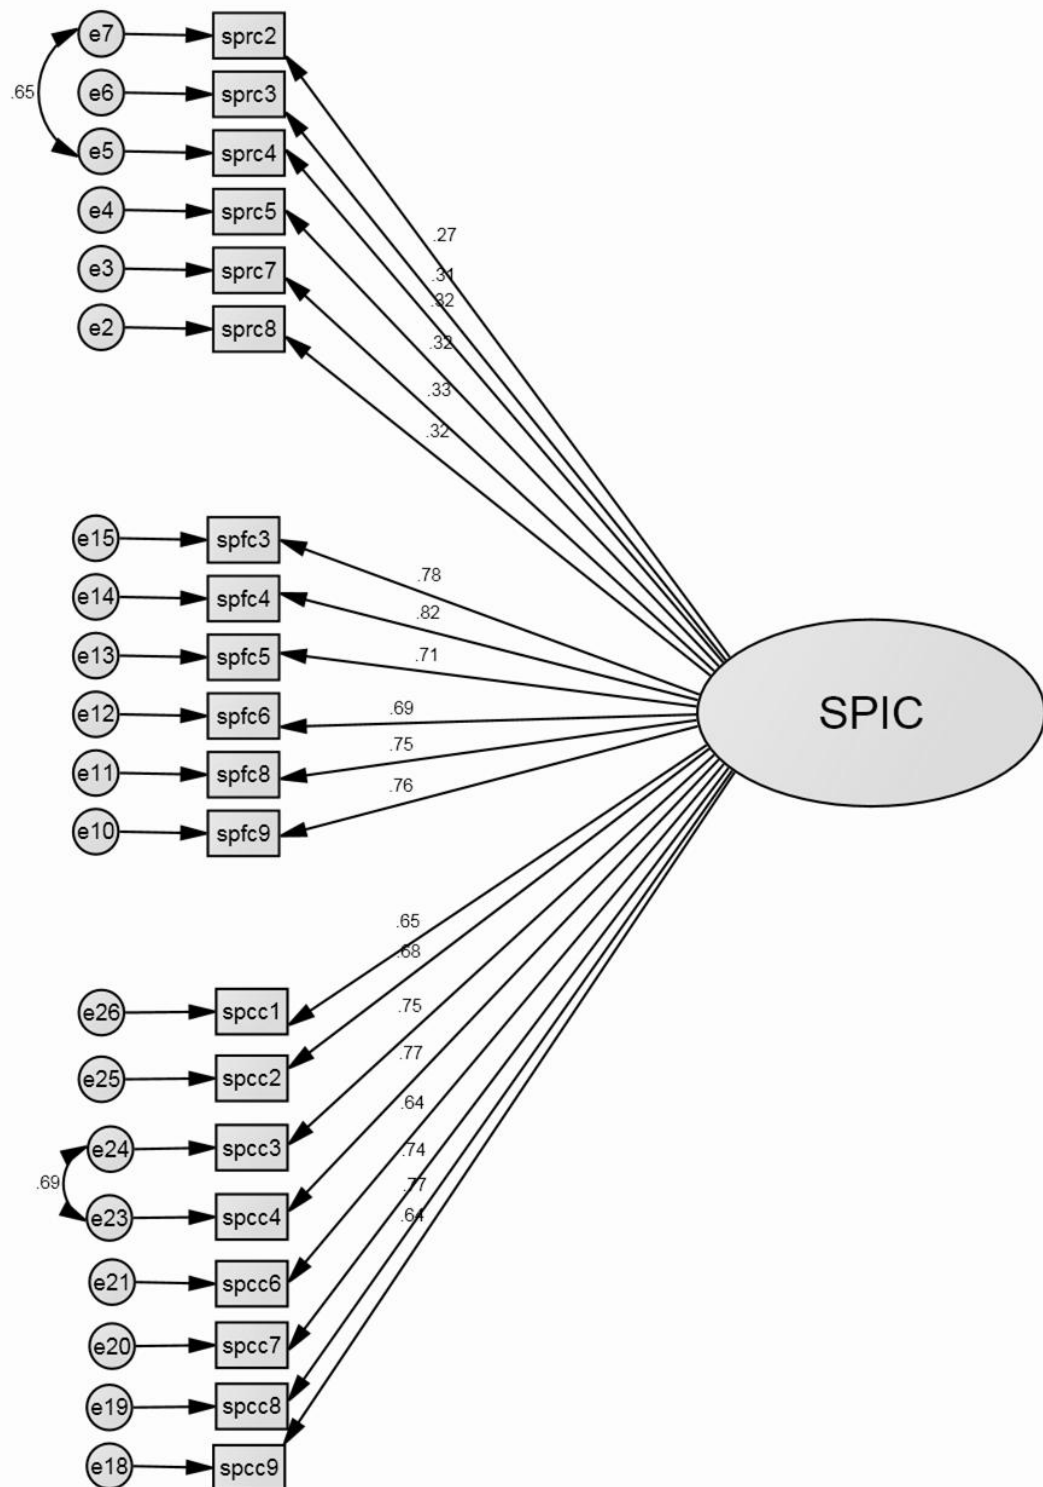 e7 sprc2
.65 e6 sprc3
e5 sprc4
e4 sprc5
e3 sprc7
e2 sprc8
.27
.31
.32
.32
.33
.32
e15 spfc3
e14 spfc4
e13 spfc5
e12 spfc6
e11 spfc8
e10 spfc9
.78
.82
.71
.69
.75
.76
SPIC
.65
.68
.75
.77
.64
.74
.77
.64
e26 spcc1
e25 spcc2
e24 spcc3
.69
e23 spcc4
e21 spcc6
e20 spcc7
e19 spcc8
e18 spcc9